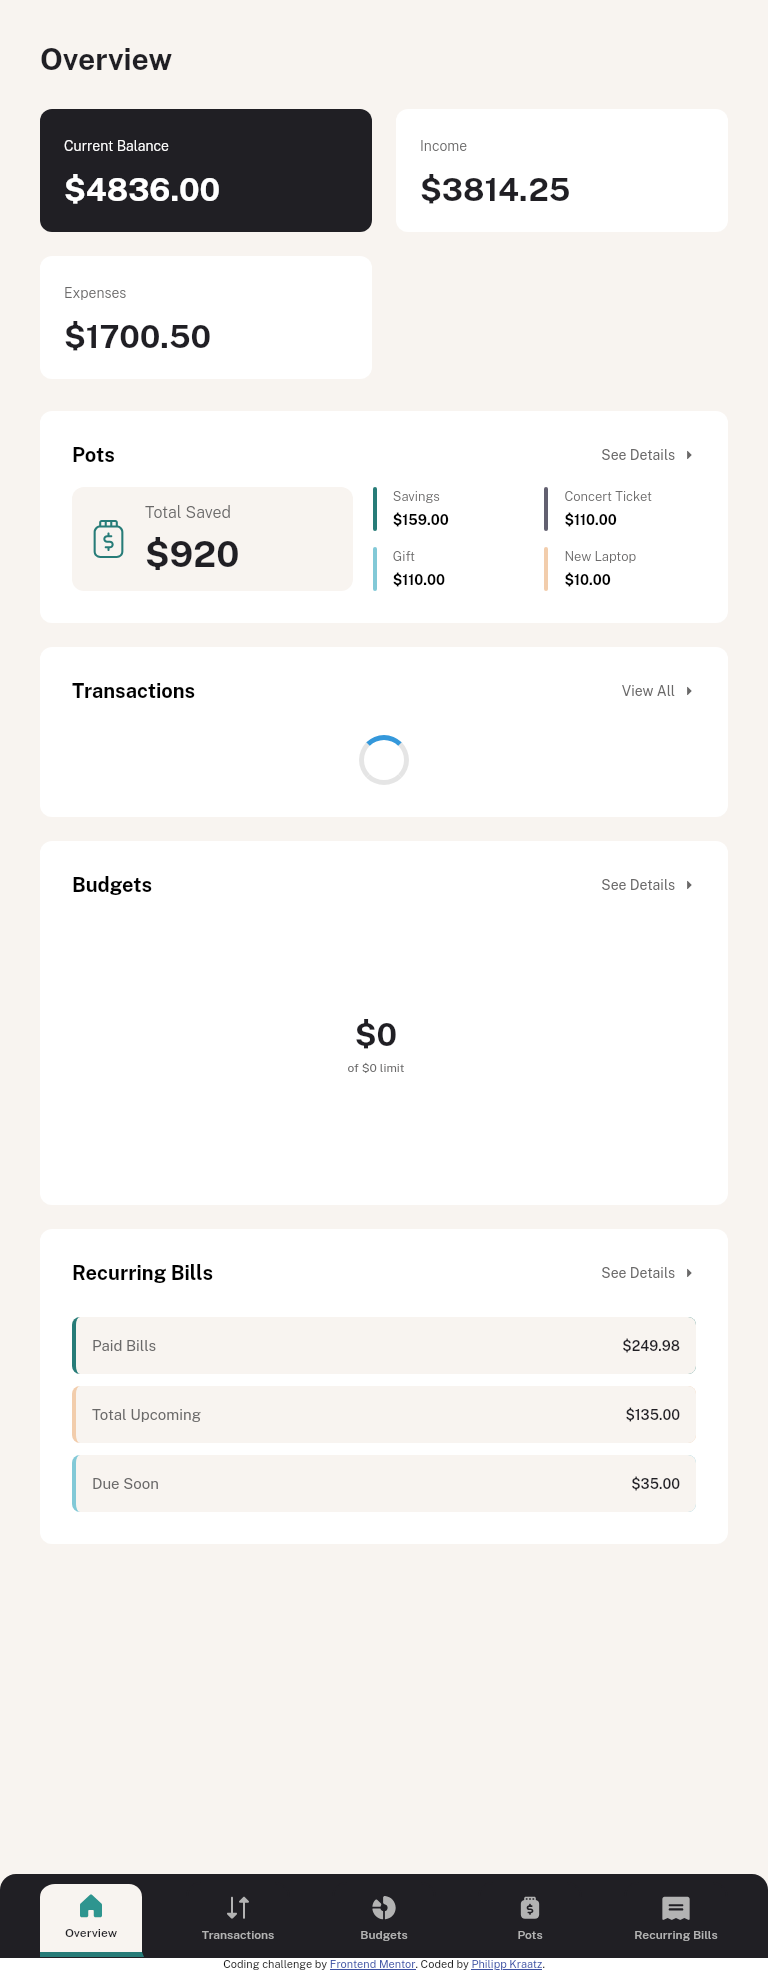 Overview
Current Balance
$4836.00
Income
$3814.25
Expenses
$1700.50
Pots
See Details
Total Saved
$920
Savings
$159.00
Concert Ticket
$110.00
Gift
$110.00
New Laptop
$10.00
Transactions
View All
Budgets
See Details
$0
of $0 limit
Recurring Bills
See Details
Paid Bills $249.98
Total Upcoming $135.00
Due Soon $35.00
Overview
Transactions
Budgets
Pots
Recurring Bills
Coding challenge by Frontend Mentor. Coded by Philipp Kraatz.